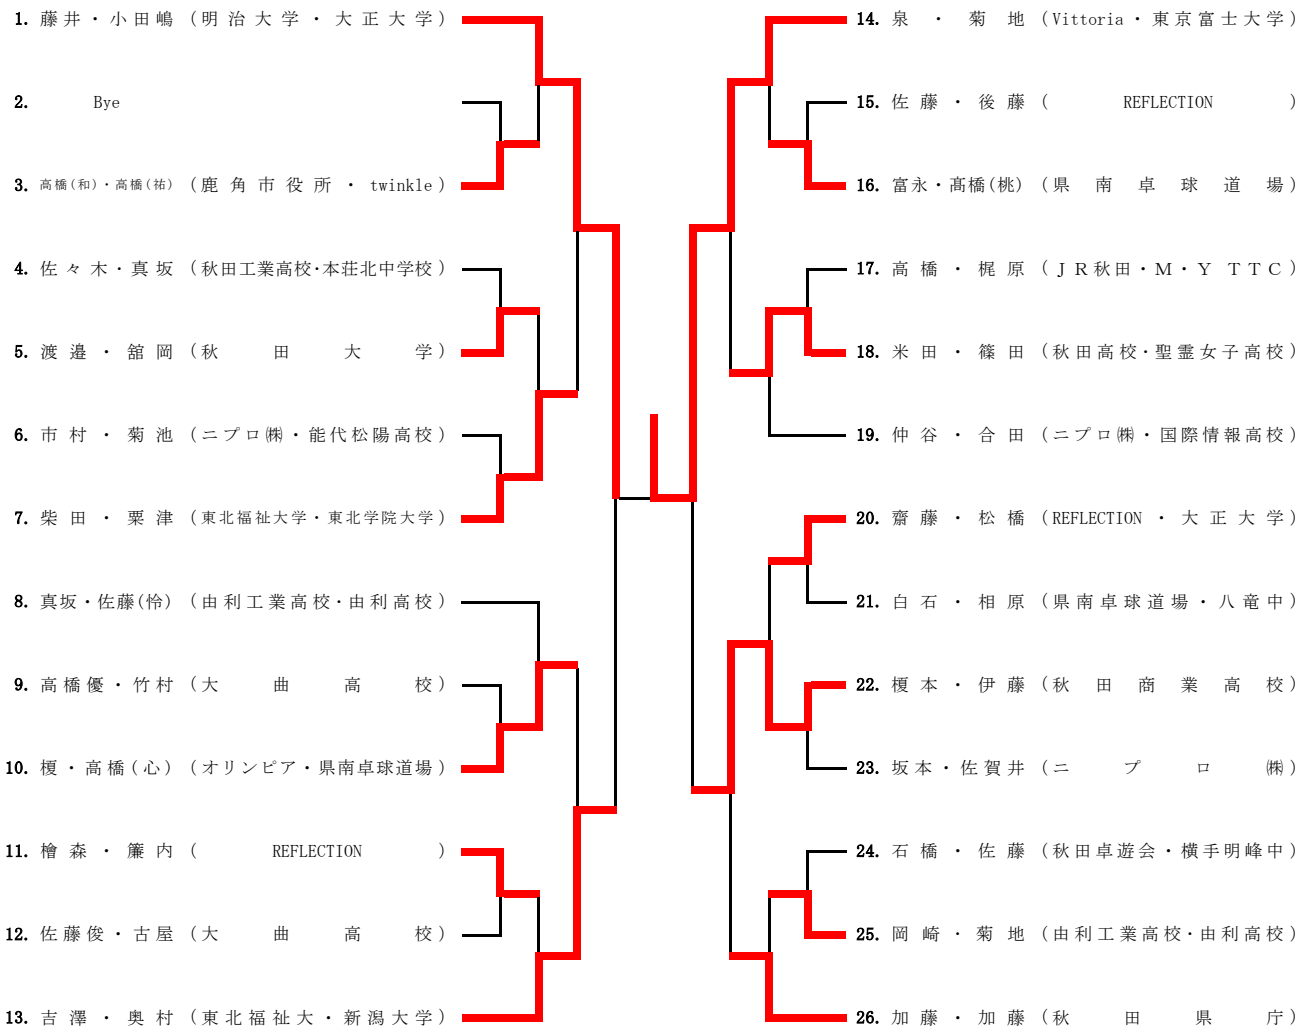 1. 藤井・小田嶋 (明治大学・大正大学)
2. Bye
3. 高橋(和)・高橋(祐) (鹿角市役所・twinkle)
4. 佐々木・真坂 (秋田工業高校・本荘北中学校)
5. 渡邉・舘岡 (秋田大学)
6. 市村・菊池 (ニプロ㈱・能代松陽高校)
7. 柴田・粟津 (東北福祉大学・東北学院大学)
8. 真坂・佐藤(怜) (由利工業高校・由利高校)
9. 高橋優・竹村 (大曲高校)
10. 榎・高橋(心) (オリンピア・県南卓球道場)
11. 檜森・簾内 (REFLECTION)
12. 佐藤俊・古屋 (大曲高校)
13. 吉澤・奥村 (東北福祉大・新潟大学)
14. 泉・菊地 (Vittoria・東京富士大学)
15. 佐藤・後藤 (REFLECTION)
16. 富永・髙橋(桃) (県南卓球道場)
17. 高橋・梶原 (ＪＲ秋田・Ｍ・Ｙ ＴＴＣ)
18. 米田・篠田 (秋田高校・聖霊女子高校)
19. 仲谷・合田 (ニプロ㈱・国際情報高校)
20. 齋藤・松橋 (REFLECTION・大正大学)
21. 白石・相原 (県南卓球道場・八竜中)
22. 榎本・伊藤 (秋田商業高校)
23. 坂本・佐賀井 (ニプロ㈱)
24. 石橋・佐藤 (秋田卓遊会・横手明峰中)
25. 岡崎・菊地 (由利工業高校・由利高校)
26. 加藤・加藤 (秋田県庁)